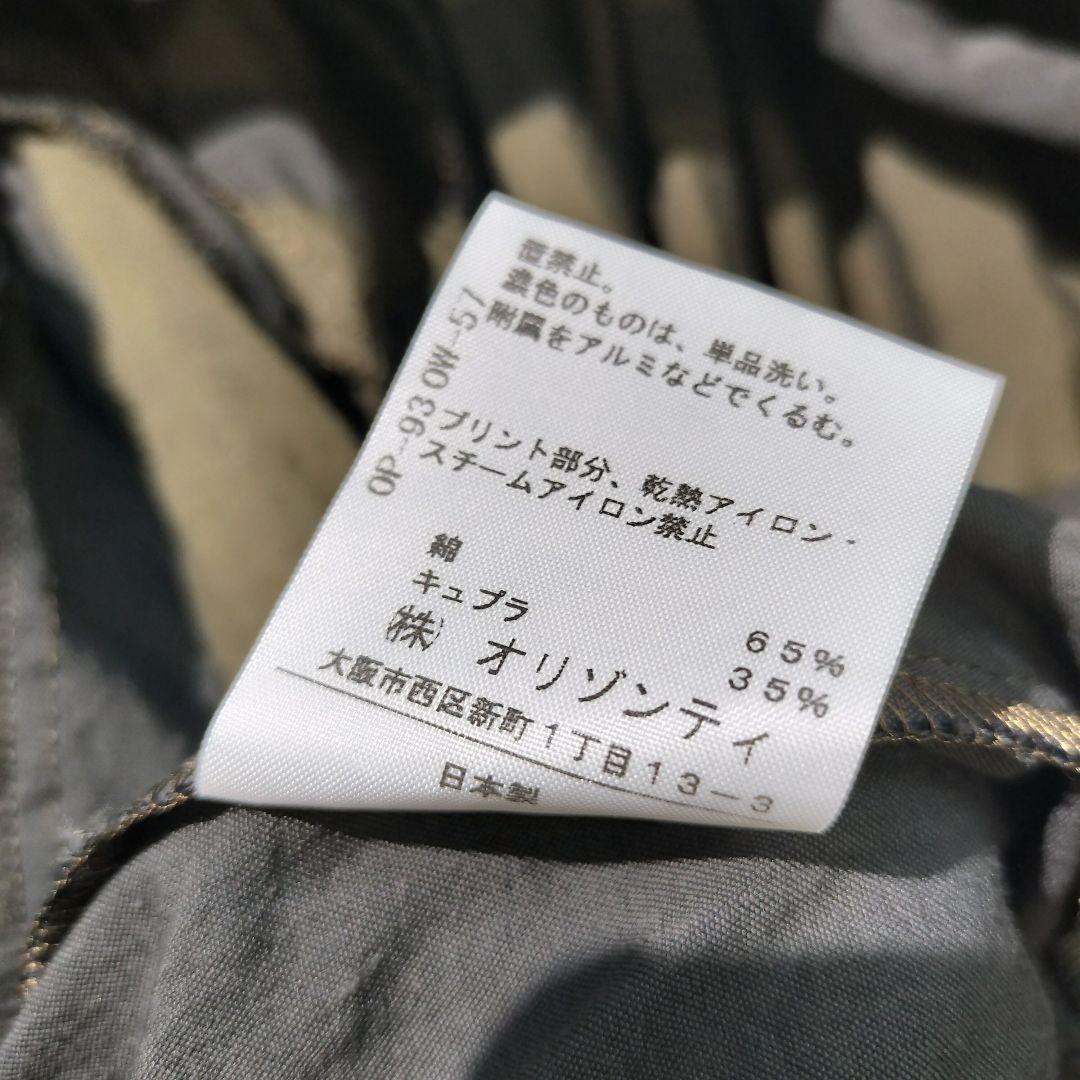 直禁止。
濃色のものは、単品洗い。
附属をアルミなどでくるむ。
OP-93 OW-57
プリント部分、乾熱アイロン・
スチームアイロン禁止
綿 65%
キュプラ 35%
㈱ オリゾンティ
大阪市西区新町1丁目13-3
日本製